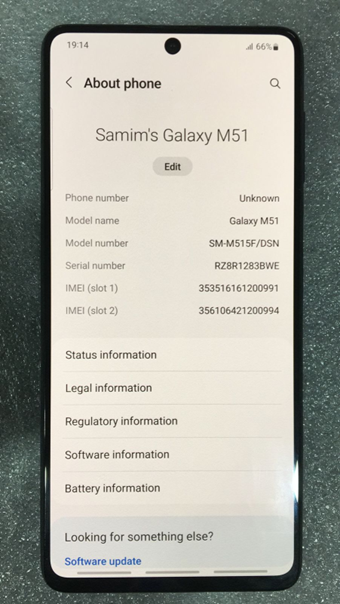 19:14 66%
About phone
Samim's Galaxy M51
Edit
Phone number Unknown
Model name Galaxy M51
Model number SM-M515F/DSN
Serial number RZ8R1283BWE
IMEI (slot 1) 353516161200991
IMEI (slot 2) 356106421200994
Status information
Legal information
Regulatory information
Software information
Battery information
Looking for something else?
Software update